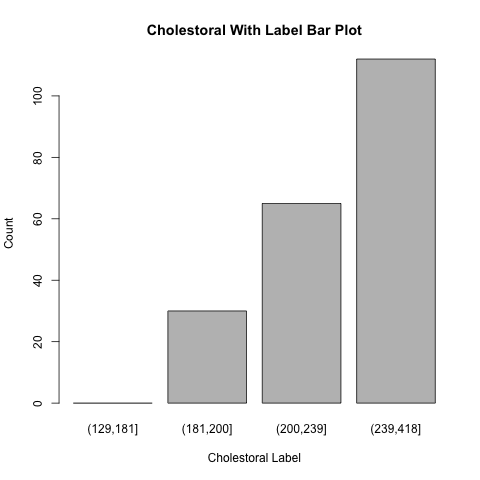 Cholestoral With Label Bar Plot
Count
100
80
60
40
20
0
(129,181] (181,200] (200,239] (239,418]
Cholestoral Label